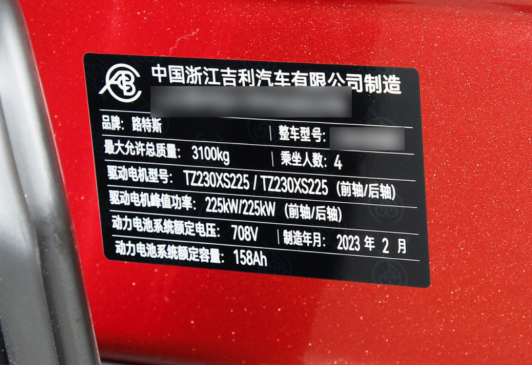 中国浙江吉利汽车有限公司制造
品牌: 路特斯 整车型号:
最大允许总质量: 3100kg 乘坐人数: 4
驱动电机型号: TZ230XS225 / TZ230XS225 (前轴/后轴)
驱动电机峰值功率: 225kW/225kW (前轴/后轴)
动力电池系统额定电压: 708V 制造年月: 2023 年 2 月
动力电池系统额定容量: 158Ah